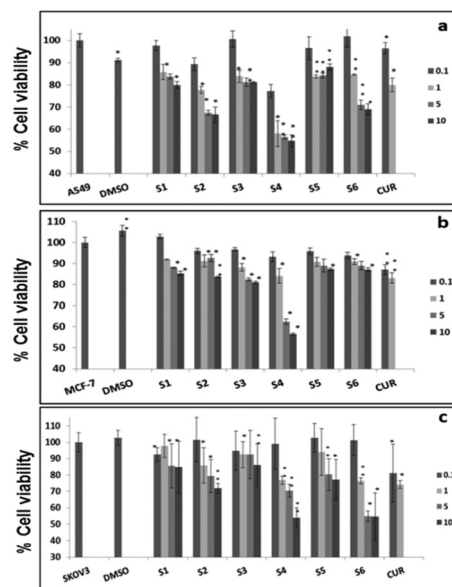 a
% Cell viability
100
90
80
70
60
50
40
A549
DMSO
S1
S2
S3
S4
S5
S6
CUR
0.1
1
5
10
b
% Cell viability
110
100
90
80
70
60
50
40
MCF-7
DMSO
S1
S2
S3
S4
S5
S6
CUR
0.1
1
5
10
c
% Cell viability
110
100
90
80
70
60
50
40
SKOV3
DMSO
S1
S2
S3
S4
S5
S6
CUR
0.1
1
5
10